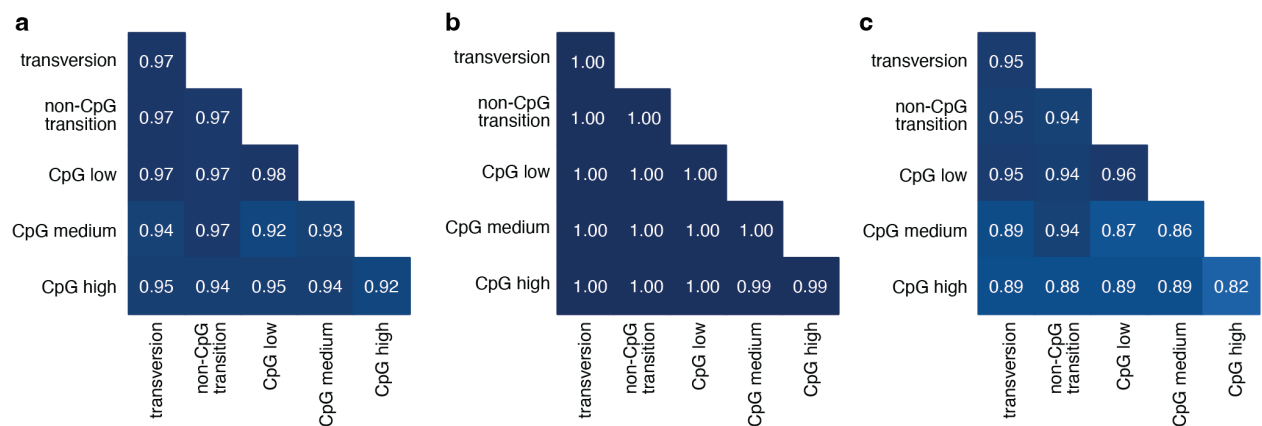 a
transversion 0.97
non-CpG
transition 0.97 0.97
CpG low 0.97 0.97 0.98
CpG medium 0.94 0.97 0.92 0.93
CpG high 0.95 0.94 0.95 0.94 0.92
transversion
non-CpG
transition
CpG low
CpG medium
CpG high
b
transversion 1.00
non-CpG
transition 1.00 1.00
CpG low 1.00 1.00 1.00
CpG medium 1.00 1.00 1.00 1.00
CpG high 1.00 1.00 1.00 0.99 0.99
transversion
non-CpG
transition
CpG low
CpG medium
CpG high
c
transversion 0.95
non-CpG
transition 0.95 0.94
CpG low 0.95 0.94 0.96
CpG medium 0.89 0.94 0.87 0.86
CpG high 0.89 0.88 0.89 0.89 0.82
transversion
non-CpG
transition
CpG low
CpG medium
CpG high